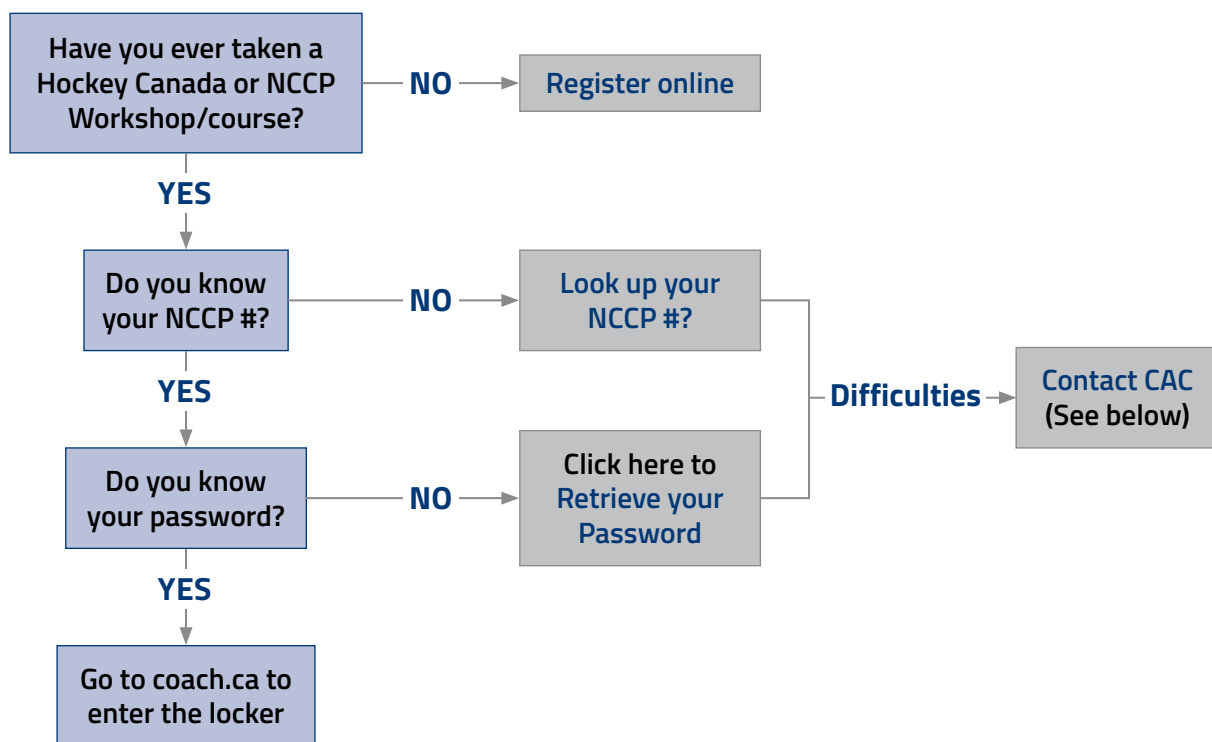 Have you ever taken a
Hockey Canada or NCCP
Workshop/course?
NO
Register online
YES
Do you know
your NCCP #?
NO
Look up your
NCCP #?
YES
Difficulties
Contact CAC
(See below)
Do you know
your password?
NO
Click here to
Retrieve your
Password
YES
Go to coach.ca to
enter the locker